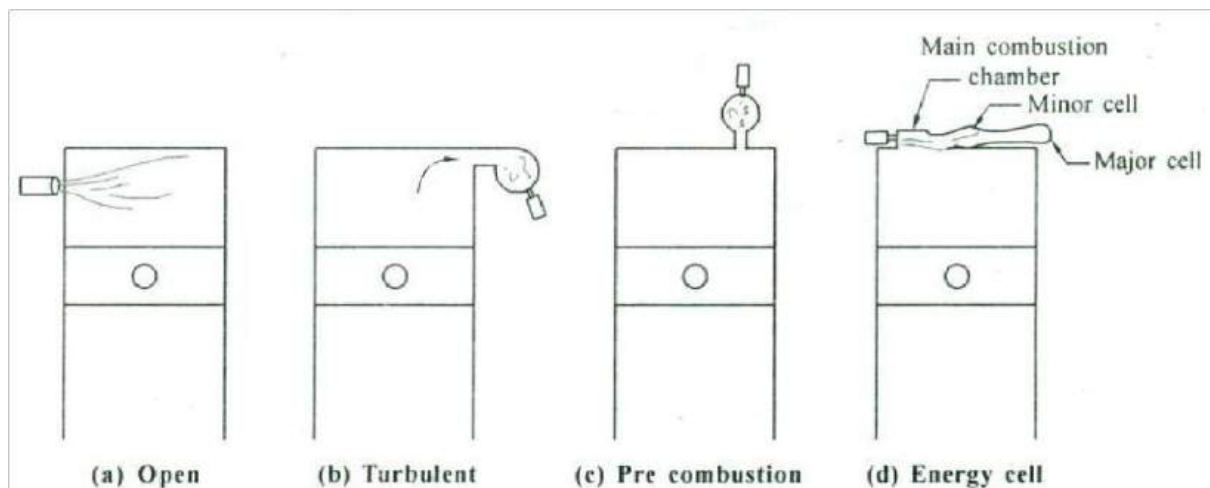 Main combustion
chamber
Minor cell
Major cell
(a) Open
(b) Turbulent
(c) Pre combustion
(d) Energy cell